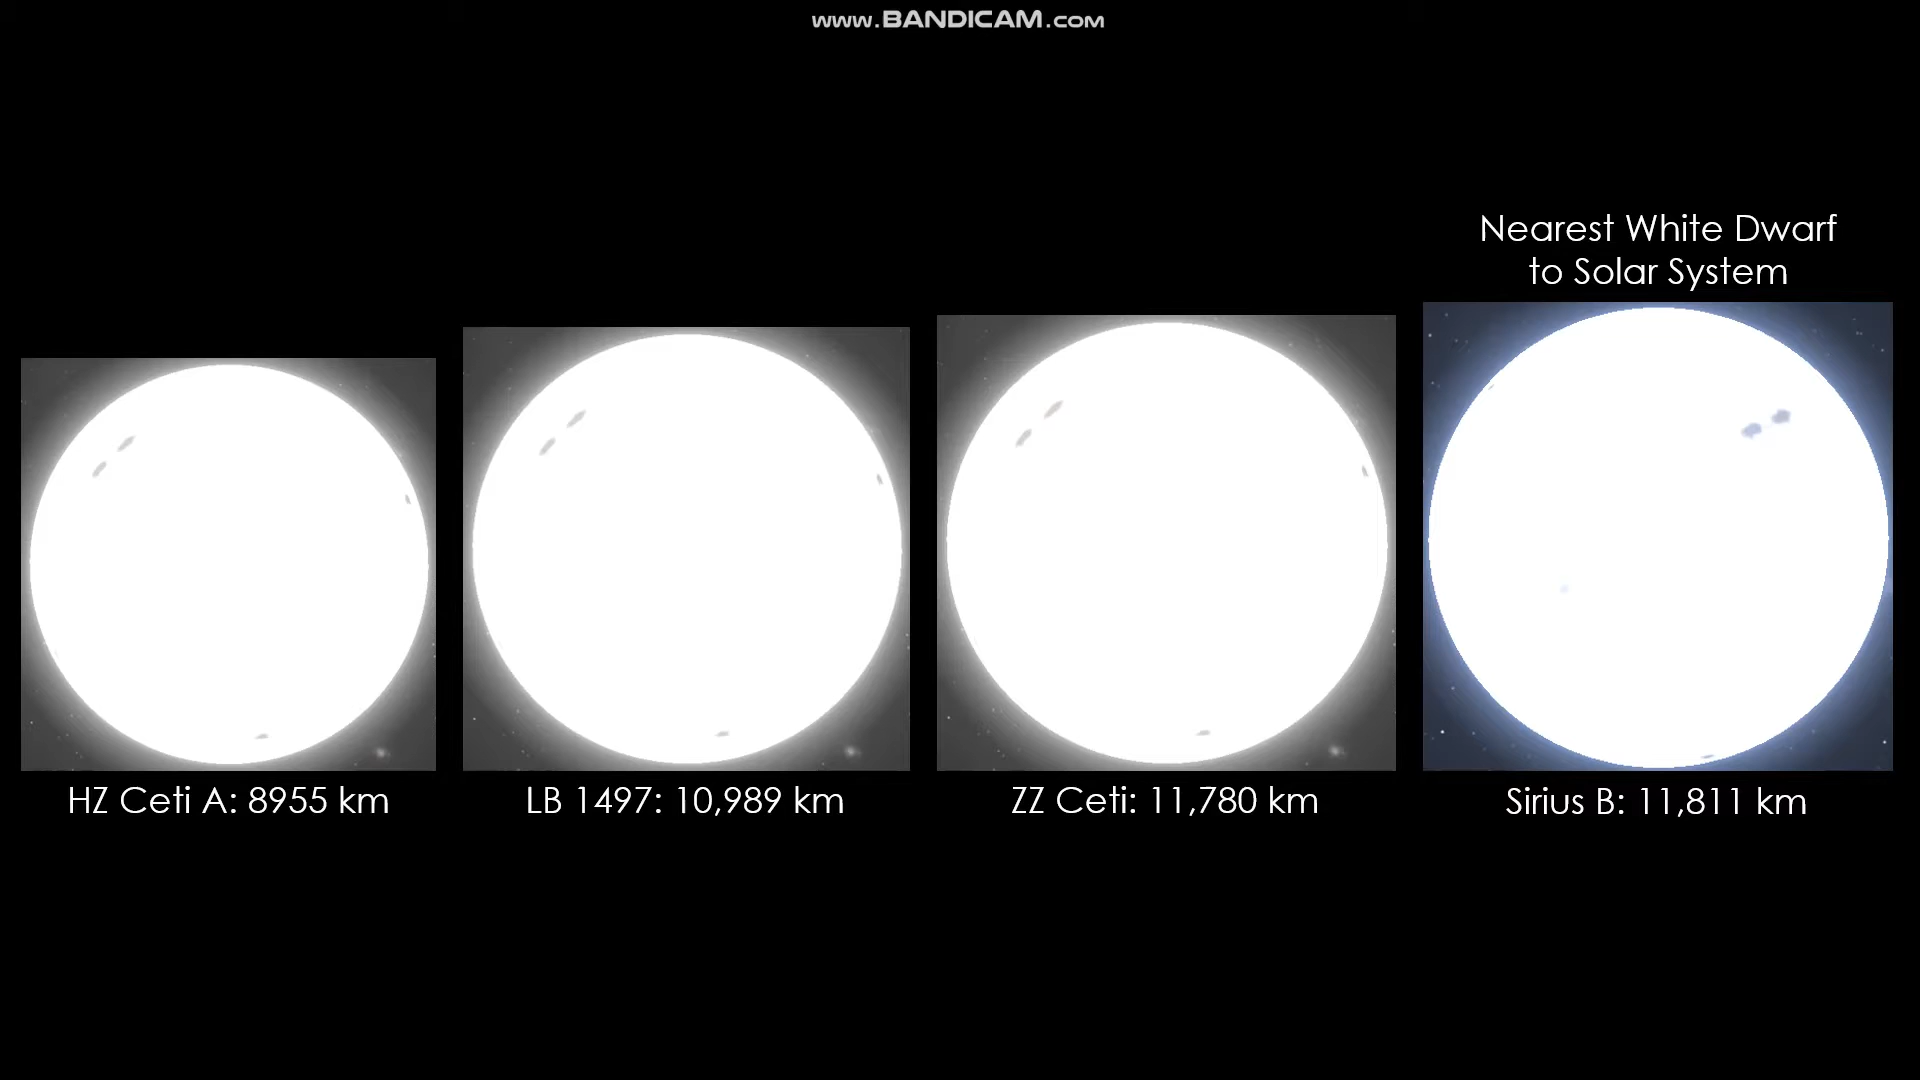 www.BANDICAM.com
Nearest White Dwarf
to Solar System
HZ Ceti A: 8955 km
LB 1497: 10,989 km
ZZ Ceti: 11,780 km
Sirius B: 11,811 km